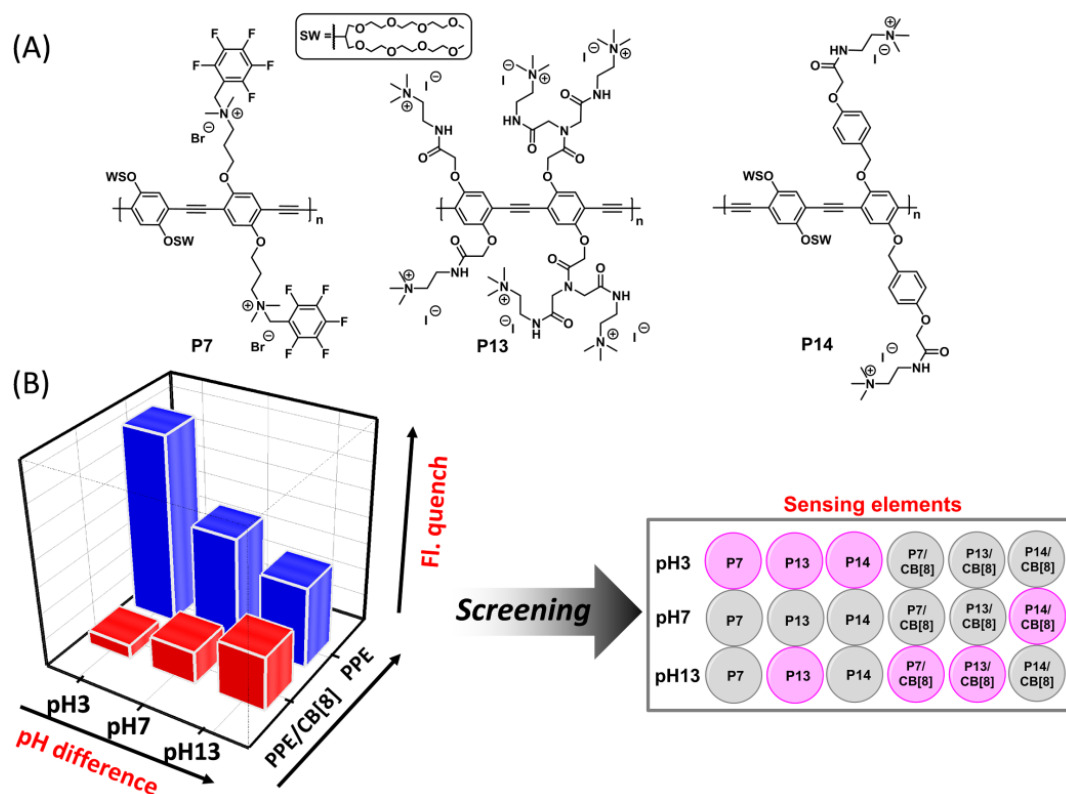 (A)
SW =
P7
P13
P14
WSO
OSW
Br⊖
Br⊖
I⊖
n
WSO
OSW
n
n
(B)
Fl. quench
PPE
PPE/CB[8]
pH3
pH7
pH13
pH difference
Screening
Sensing elements
pH3 P7 P13 P14 P7/CB[8] P13/CB[8] P14/CB[8]
pH7 P7 P13 P14 P7/CB[8] P13/CB[8] P14/CB[8]
pH13 P7 P13 P14 P7/CB[8] P13/CB[8] P14/CB[8]